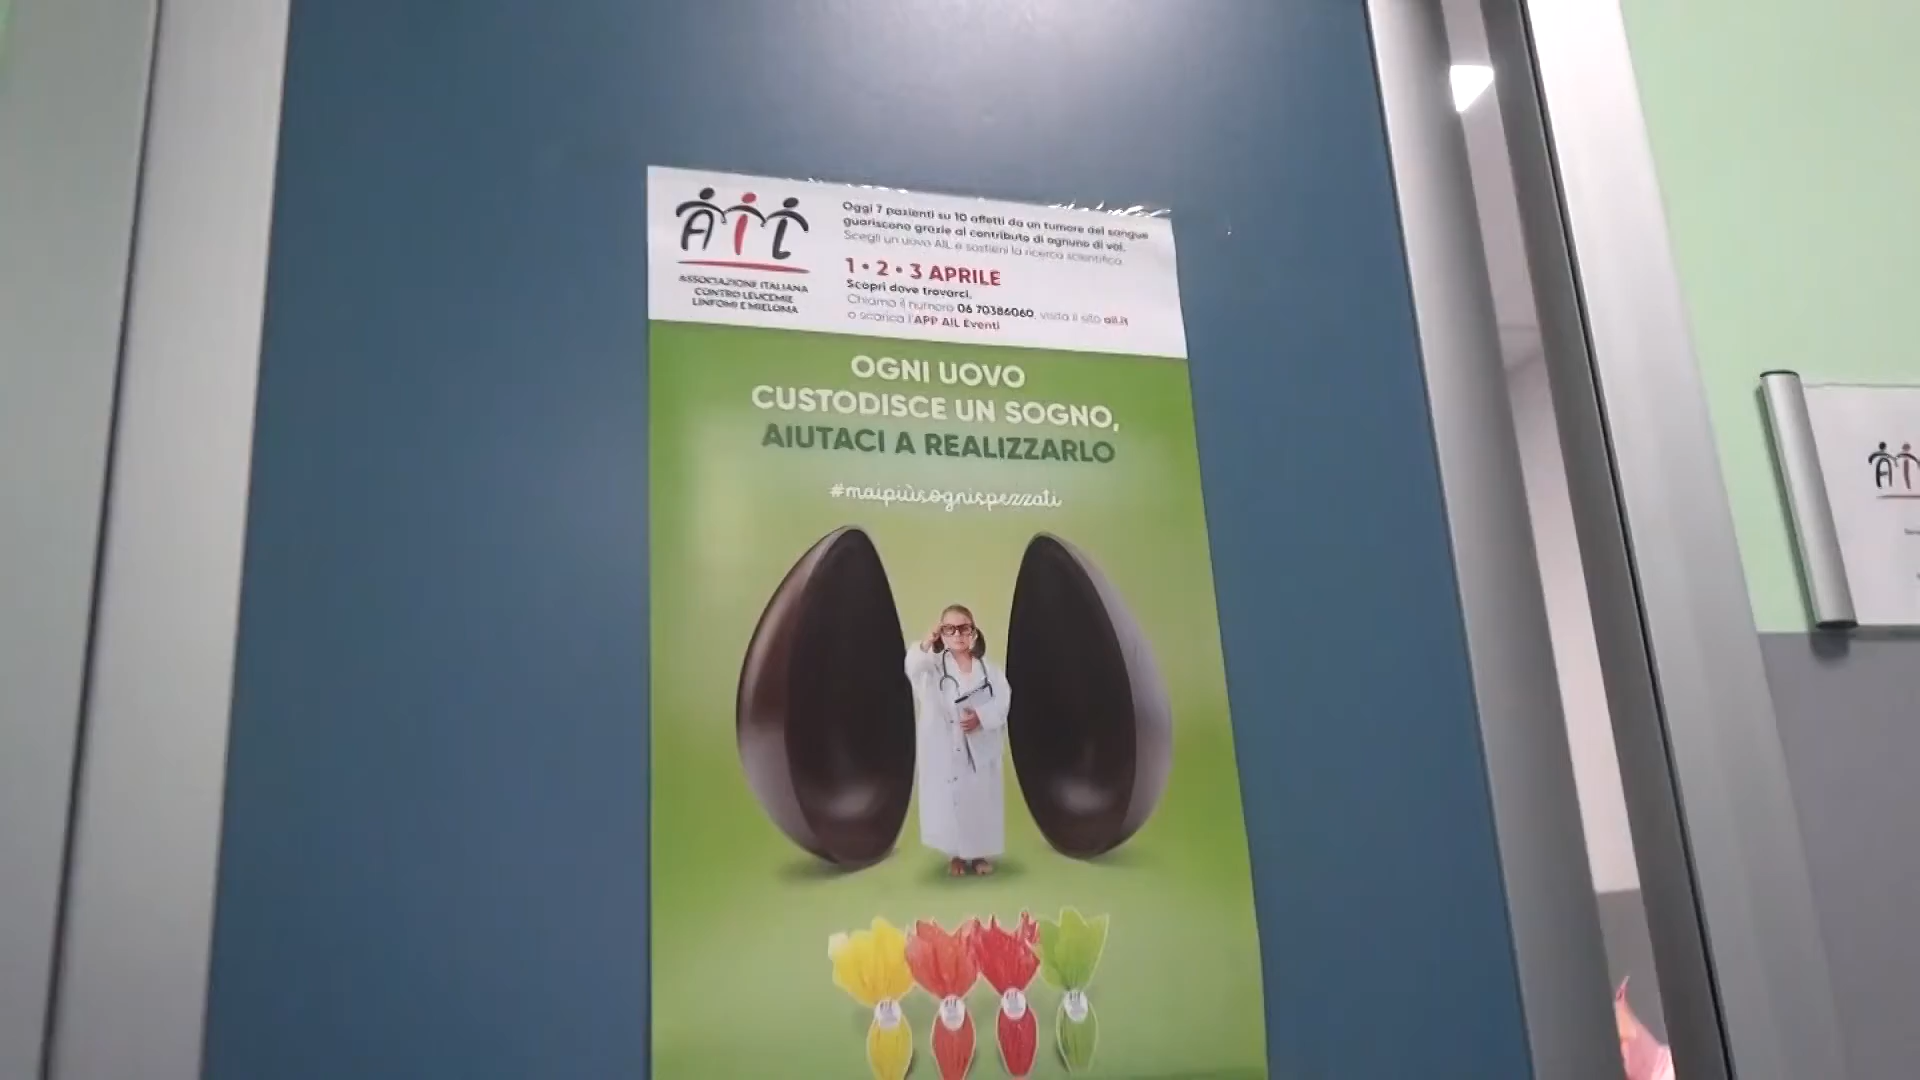 AIL
ASSOCIAZIONE ITALIANA
CONTRO LEUCEMIE
LINFOMI E MIELOMA
Oggi 7 pazienti su 10 affetti da un tumore del sangue
guariscono grazie al contributo di ognuno di voi.
Scegli un uovo AIL e sostieni la ricerca scientifica.
1 • 2 • 3 APRILE
Scopri dove trovarci.
Chiama il numero 06 70386060, visita il sito ail.it
o scarica l'APP AIL Eventi
OGNI UOVO
CUSTODISCE UN SOGNO,
AIUTACI A REALIZZARLO
#maipiùsognispezzati